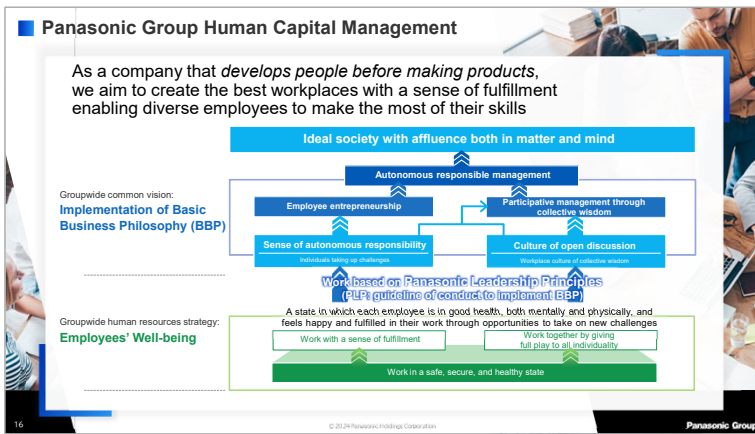 Panasonic Group Human Capital Management
As a company that develops people before making products,
we aim to create the best workplaces with a sense of fulfillment
enabling diverse employees to make the most of their skills
Ideal society with affluence both in matter and mind
Autonomous responsible management
Groupwide common vision:
Implementation of Basic
Business Philosophy (BBP)
Employee entrepreneurship
Participative management through
collective wisdom
Sense of autonomous responsibility
Individuals taking up challenges
Culture of open discussion
Workplace culture of collective wisdom
Work based on Panasonic Leadership Principles
(PLP: guideline of conduct to implement BBP)
A state in which each employee is in good health, both mentally and physically, and
feels happy and fulfilled in their work through opportunities to take on new challenges
Groupwide human resources strategy:
Employees' Well-being
Work with a sense of fulfillment
Work together by giving
full play to all individuality
Work in a safe, secure, and healthy state
16
© 2024 Panasonic Holdings Corporation
Panasonic Group